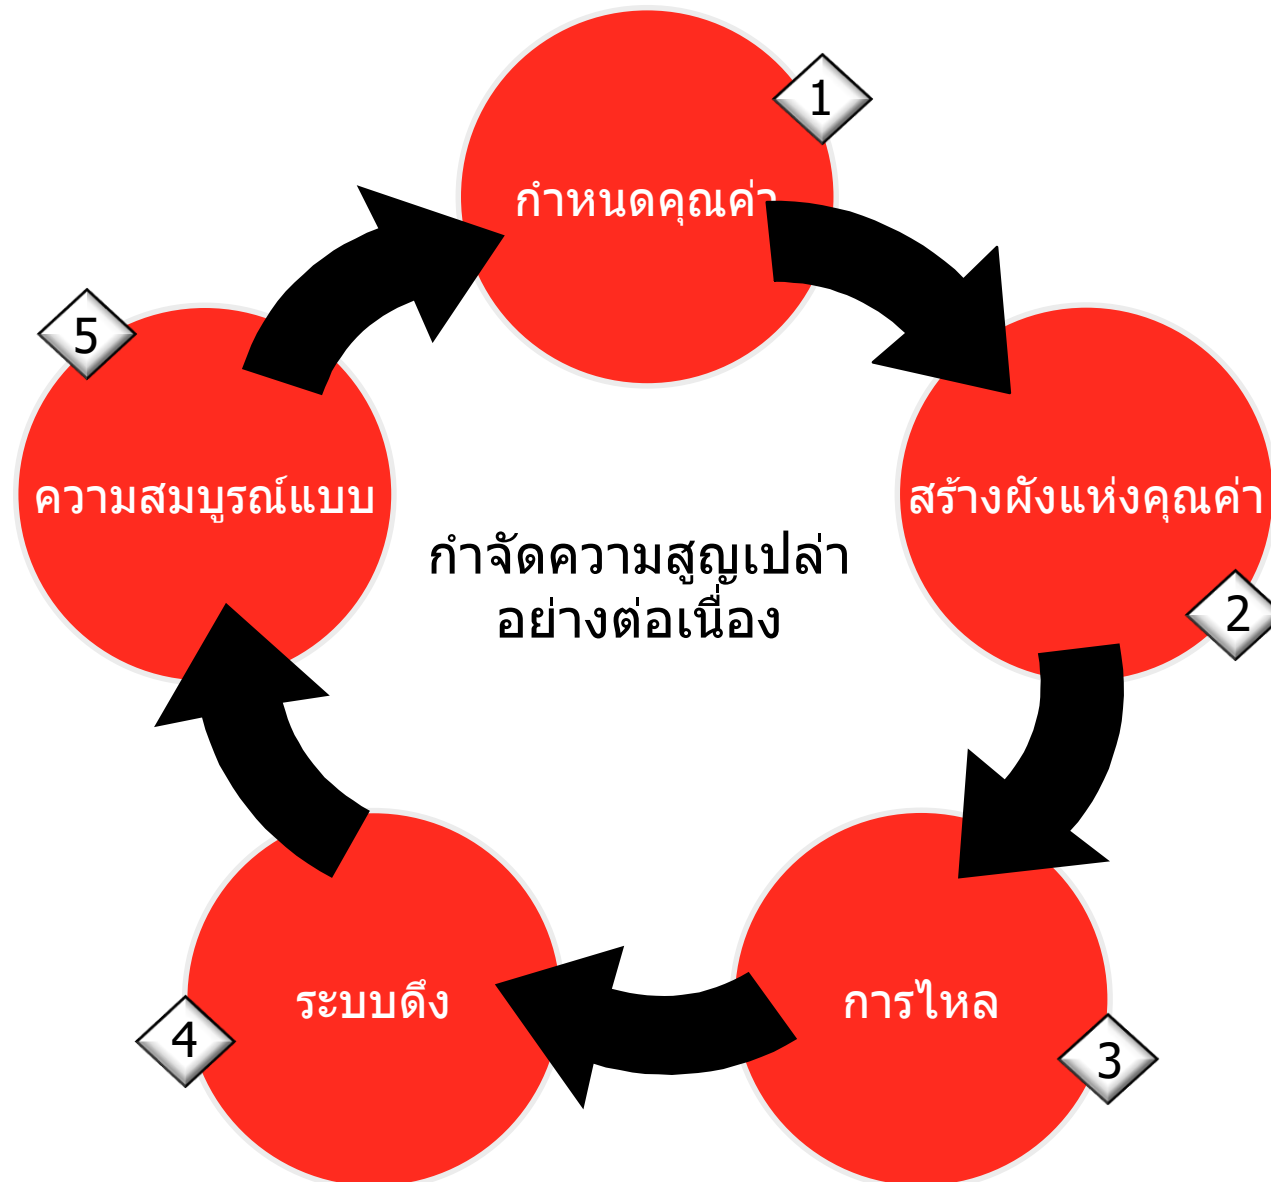 1
กำหนดคุณค่า
5
ความสมบูรณ์แบบ
สร้างผังแห่งคุณค่า
กำจัดความสูญเปล่า
อย่างต่อเนื่อง
2
ระบบดึง
การไหล
4
3